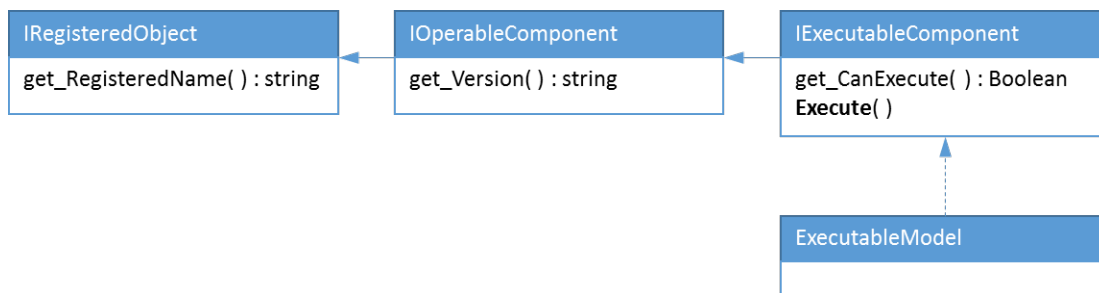 IRegisteredObject
get_RegisteredName( ) : string
IOperableComponent
get_Version( ) : string
IExecutableComponent
get_CanExecute( ) : Boolean
Execute( )
ExecutableModel